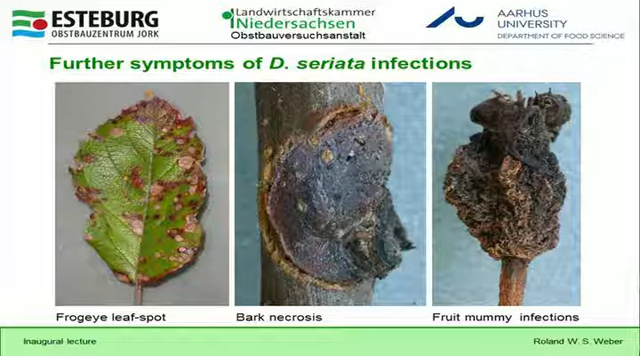 ESTEBURG
OBSTBAUZENTRUM JORK
Landwirtschaftskammer
Niedersachsen
Obstbauversuchsanstalt
AARHUS
UNIVERSITY
DEPARTMENT OF FOOD SCIENCE
Further symptoms of D. seriata infections
Frogeye leaf-spot
Bark necrosis
Fruit mummy infections
Inaugural lecture
Roland W. S. Weber